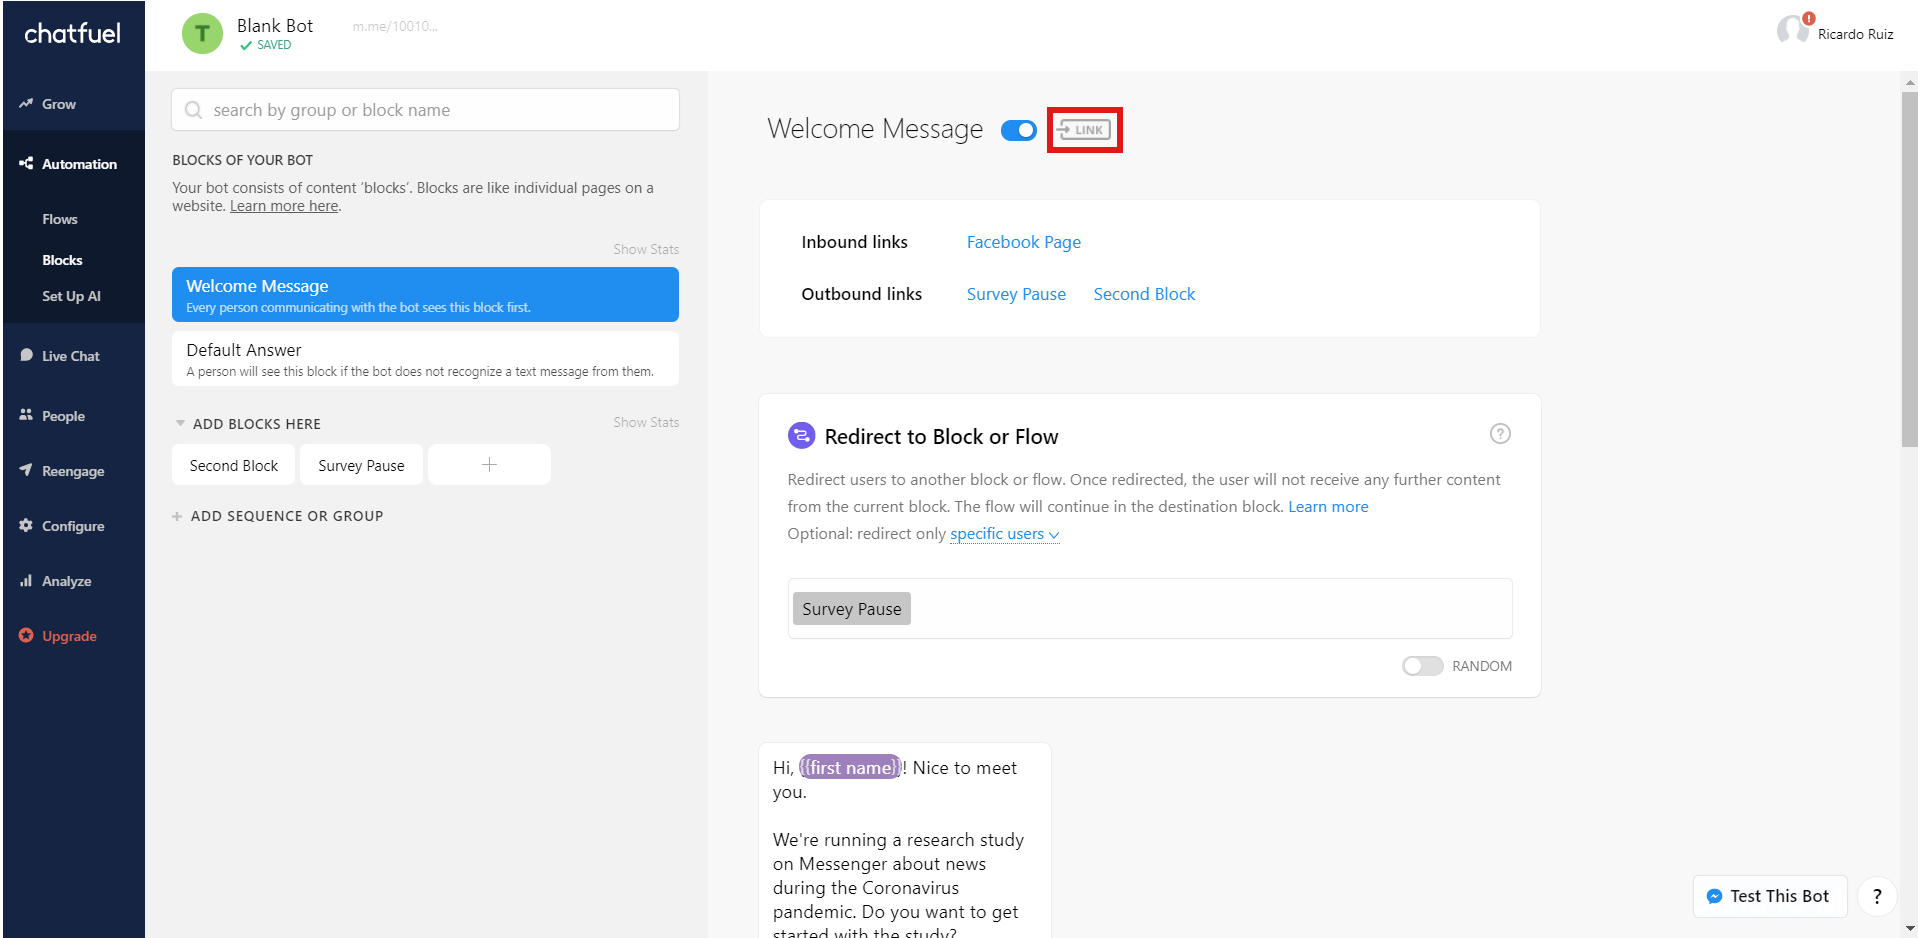 chatfuel
T
Blank Bot
SAVED
m.me/10010...
!
Ricardo Ruiz
Grow
Automation
Flows
Blocks
Set Up AI
Live Chat
People
Reengage
Configure
Analyze
Upgrade
search by group or block name
BLOCKS OF YOUR BOT
Your bot consists of content ‘blocks’. Blocks are like individual pages on a
website. Learn more here.
Show Stats
Welcome Message
Every person communicating with the bot sees this block first.
Default Answer
A person will see this block if the bot does not recognize a text message from them.
ADD BLOCKS HERE
Show Stats
Second Block
Survey Pause
+
+ ADD SEQUENCE OR GROUP
Welcome Message
LINK
Inbound links Facebook Page
Outbound links Survey Pause Second Block
Redirect to Block or Flow
?
Redirect users to another block or flow. Once redirected, the user will not receive any further content
from the current block. The flow will continue in the destination block. Learn more
Optional: redirect only specific users
Survey Pause
RANDOM
Hi, {{first name}}! Nice to meet
you.
We're running a research study
on Messenger about news
during the Coronavirus
pandemic. Do you want to get
started with the study?
Test This Bot
?